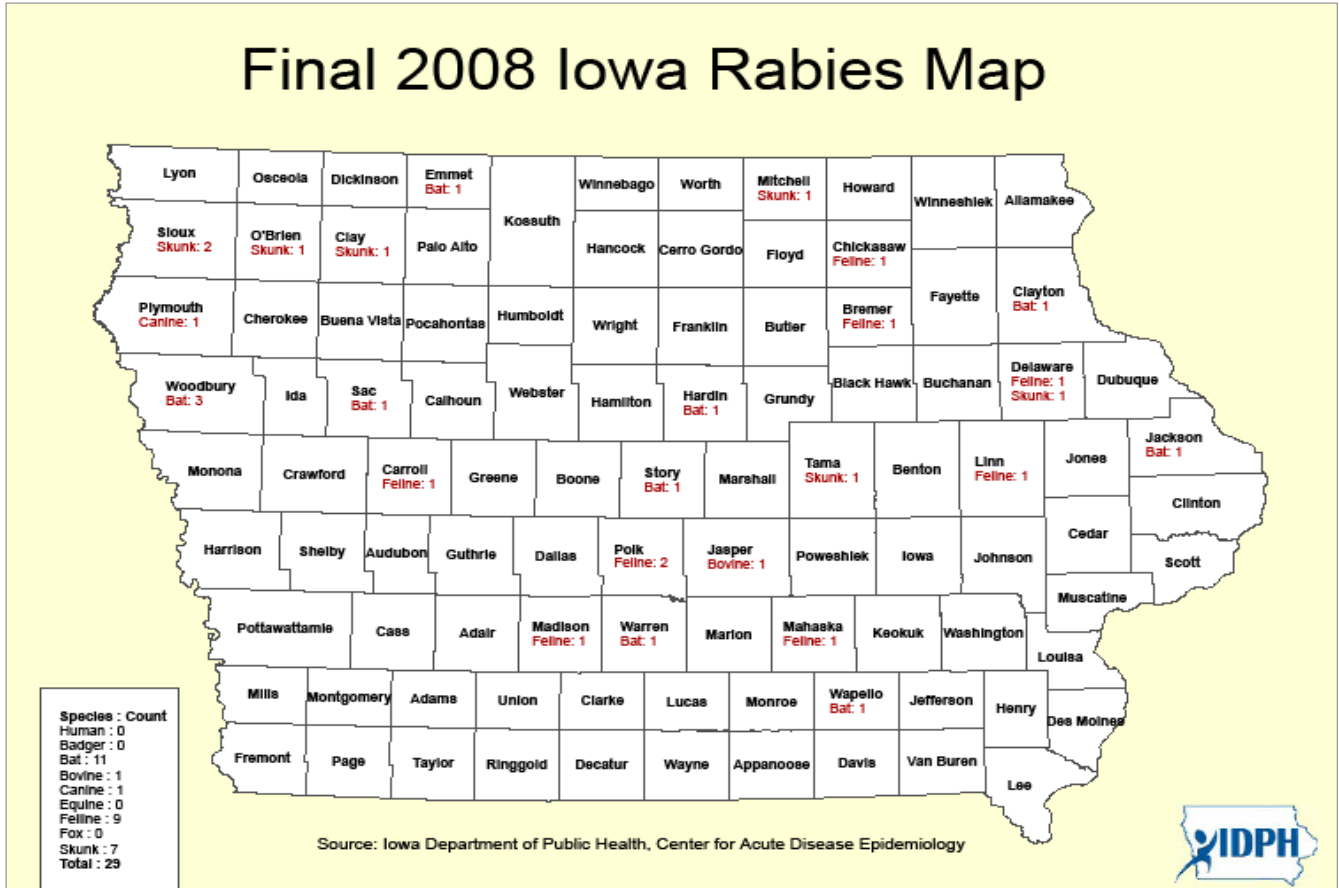 Final 2008 Iowa Rabies Map
Lyon
Osceola
Dickinson
Emmet
Bat: 1
Kossuth
Winnebago
Worth
Mitchell
Skunk: 1
Howard
Winneshiek
Allamakee
Sioux
Skunk: 2
O'Brien
Skunk: 1
Clay
Skunk: 1
Palo Alto
Hancock
Cerro Gordo
Floyd
Chickasaw
Feline: 1
Fayette
Clayton
Bat: 1
Plymouth
Canine: 1
Cherokee
Buena Vista
Pocahontas
Humboldt
Wright
Franklin
Butler
Bremer
Feline: 1
Woodbury
Bat: 3
Ida
Sac
Bat: 1
Calhoun
Webster
Hamilton
Hardin
Bat: 1
Grundy
Black Hawk
Buchanan
Delaware
Feline: 1
Skunk: 1
Dubuque
Monona
Crawford
Carroll
Feline: 1
Greene
Boone
Story
Bat: 1
Marshall
Tama
Skunk: 1
Benton
Linn
Feline: 1
Jones
Jackson
Bat: 1
Clinton
Harrison
Shelby
Audubon
Guthrie
Dallas
Polk
Feline: 2
Jasper
Bovine: 1
Poweshiek
Iowa
Johnson
Cedar
Scott
Muscatine
Pottawattamie
Cass
Adair
Madison
Feline: 1
Warren
Bat: 1
Marion
Mahaska
Feline: 1
Keokuk
Washington
Louisa
Mills
Montgomery
Adams
Union
Clarke
Lucas
Monroe
Wapello
Bat: 1
Jefferson
Henry
Des Moines
Fremont
Page
Taylor
Ringgold
Decatur
Wayne
Appanoose
Davis
Van Buren
Lee
Species : Count
Human : 0
Badger : 0
Bat : 11
Bovine : 1
Canine : 1
Equine : 0
Feline : 9
Fox : 0
Skunk : 7
Total : 29
Source: Iowa Department of Public Health, Center for Acute Disease Epidemiology
IDPH